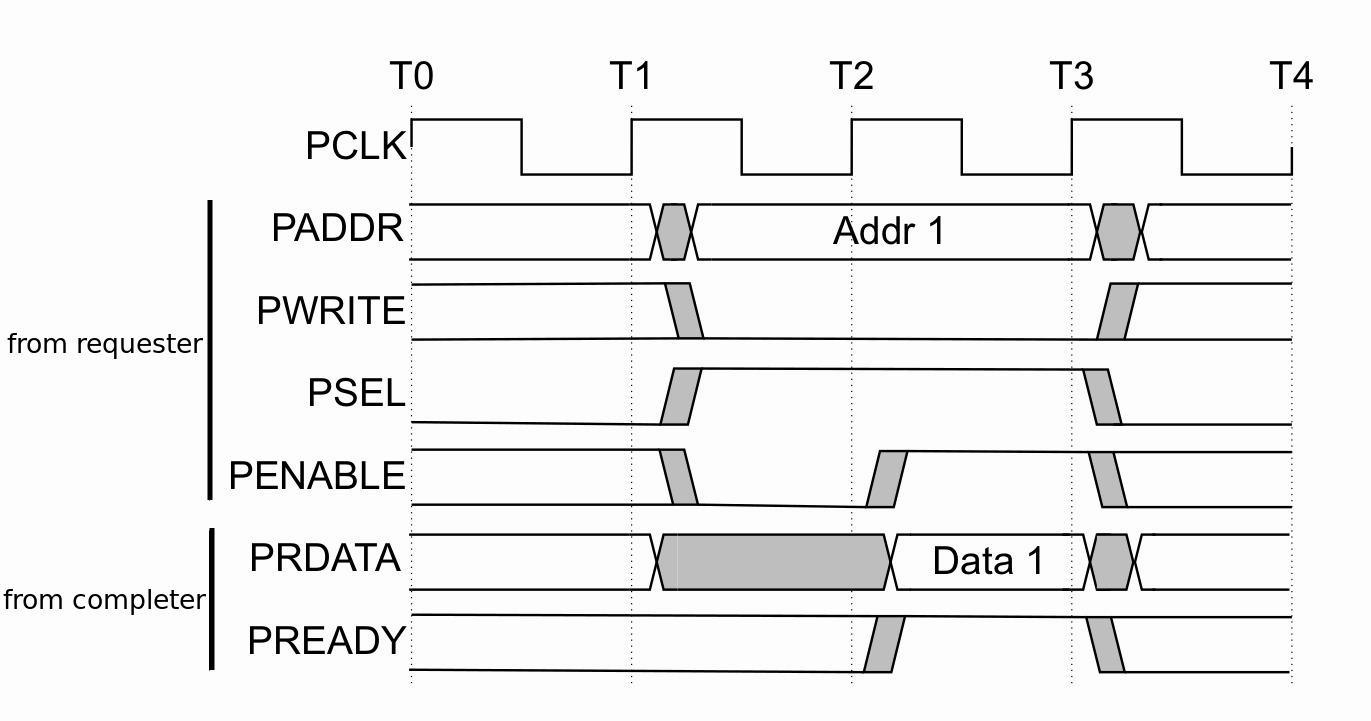 T0 T1 T2 T3 T4
PCLK
PADDR Addr 1
PWRITE
from requester
PSEL
PENABLE
PRDATA Data 1
from completer
PREADY